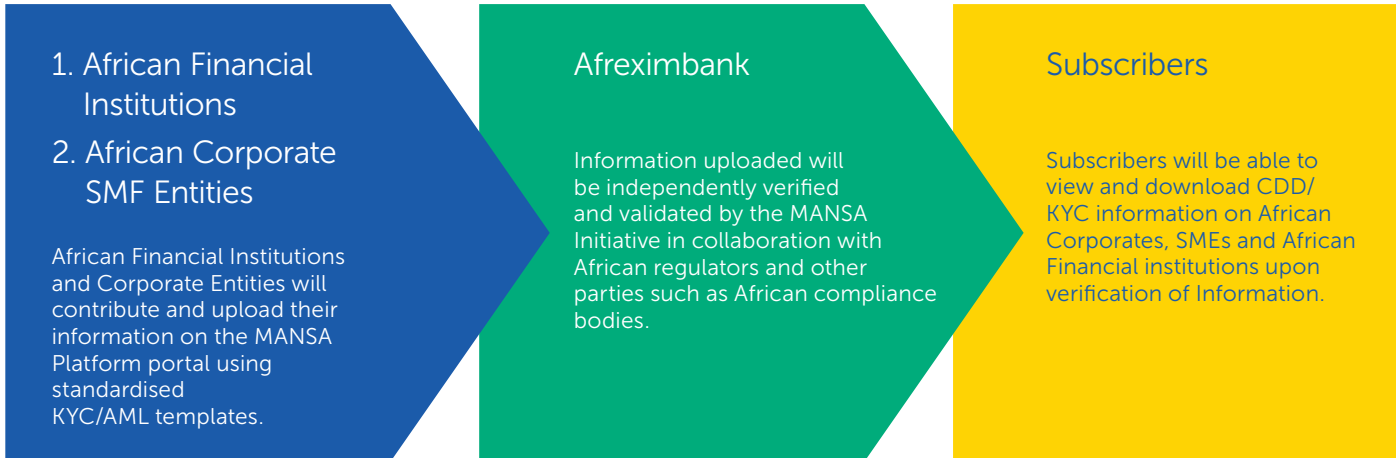 1. African Financial
Institutions
2. African Corporate
SMF Entities
African Financial Institutions
and Corporate Entities will
contribute and upload their
information on the MANSA
Platform portal using
standardised
KYC/AML templates.
Afreximbank
Information uploaded will
be independently verified
and validated by the MANSA
Initiative in collaboration with
African regulators and other
parties such as African compliance
bodies.
Subscribers
Subscribers will be able to
view and download CDD/
KYC information on African
Corporates, SMEs and African
Financial institutions upon
verification of Information.